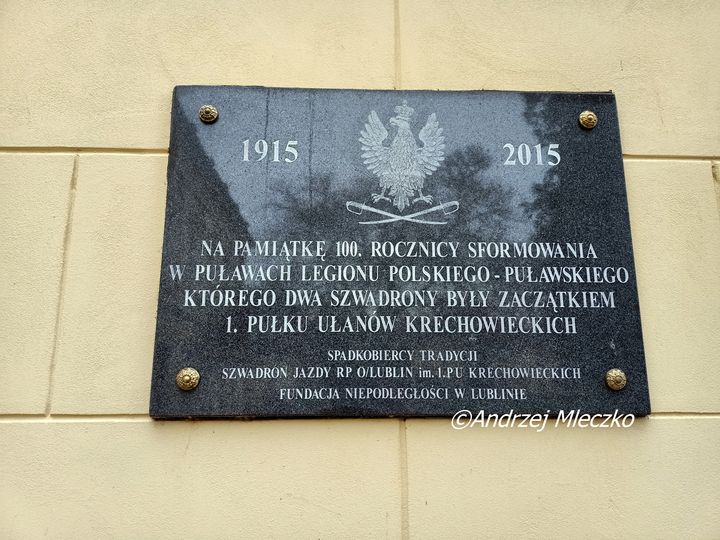 1915
2015
NA PAMIĄTKĘ 100. ROCZNICY SFORMOWANIA
W PUŁAWACH LEGIONU POLSKIEGO - PUŁAWSKIEGO
KTÓREGO DWA SZWADRONY BYŁY ZACZĄTKIEM
1. PUŁKU UŁANÓW KRECHOWIECKICH
SPADKOBIERCY TRADYCJI
SZWADRON JAZDY RP O/LUBLIN im. 1.P U KRECHOWIECKICH
FUNDACJA NIEPODLEGŁOŚCI W LUBLINIE
©Andrzej Mleczko